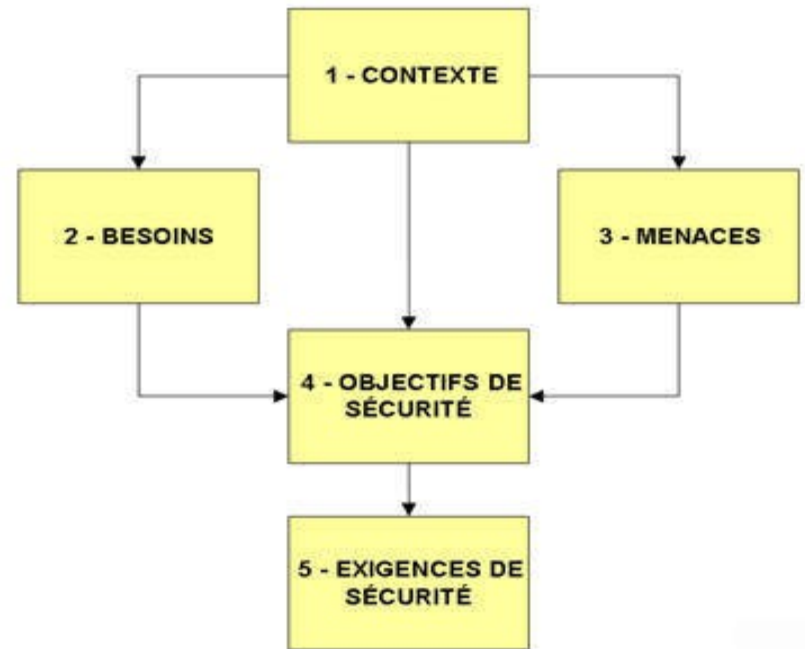 1 - CONTEXTE
2 - BESOINS
3 - MENACES
4 - OBJECTIFS DE
SÉCURITÉ
5 - EXIGENCES DE
SÉCURITÉ